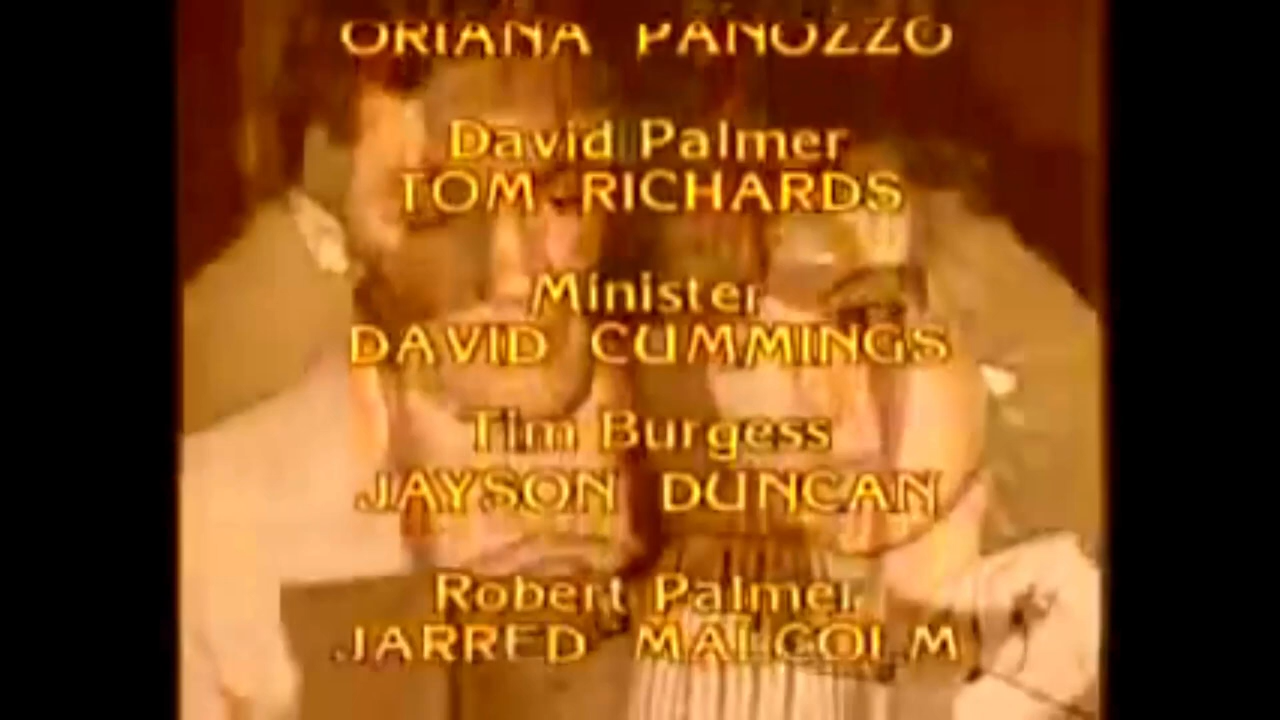 ORIANA PANOZZO
David Palmer
TOM RICHARDS
Minister
DAVID CUMMINGS
Tim Burgess
JAYSON DUNCAN
Robert Palmer
JARRED MALCOLM